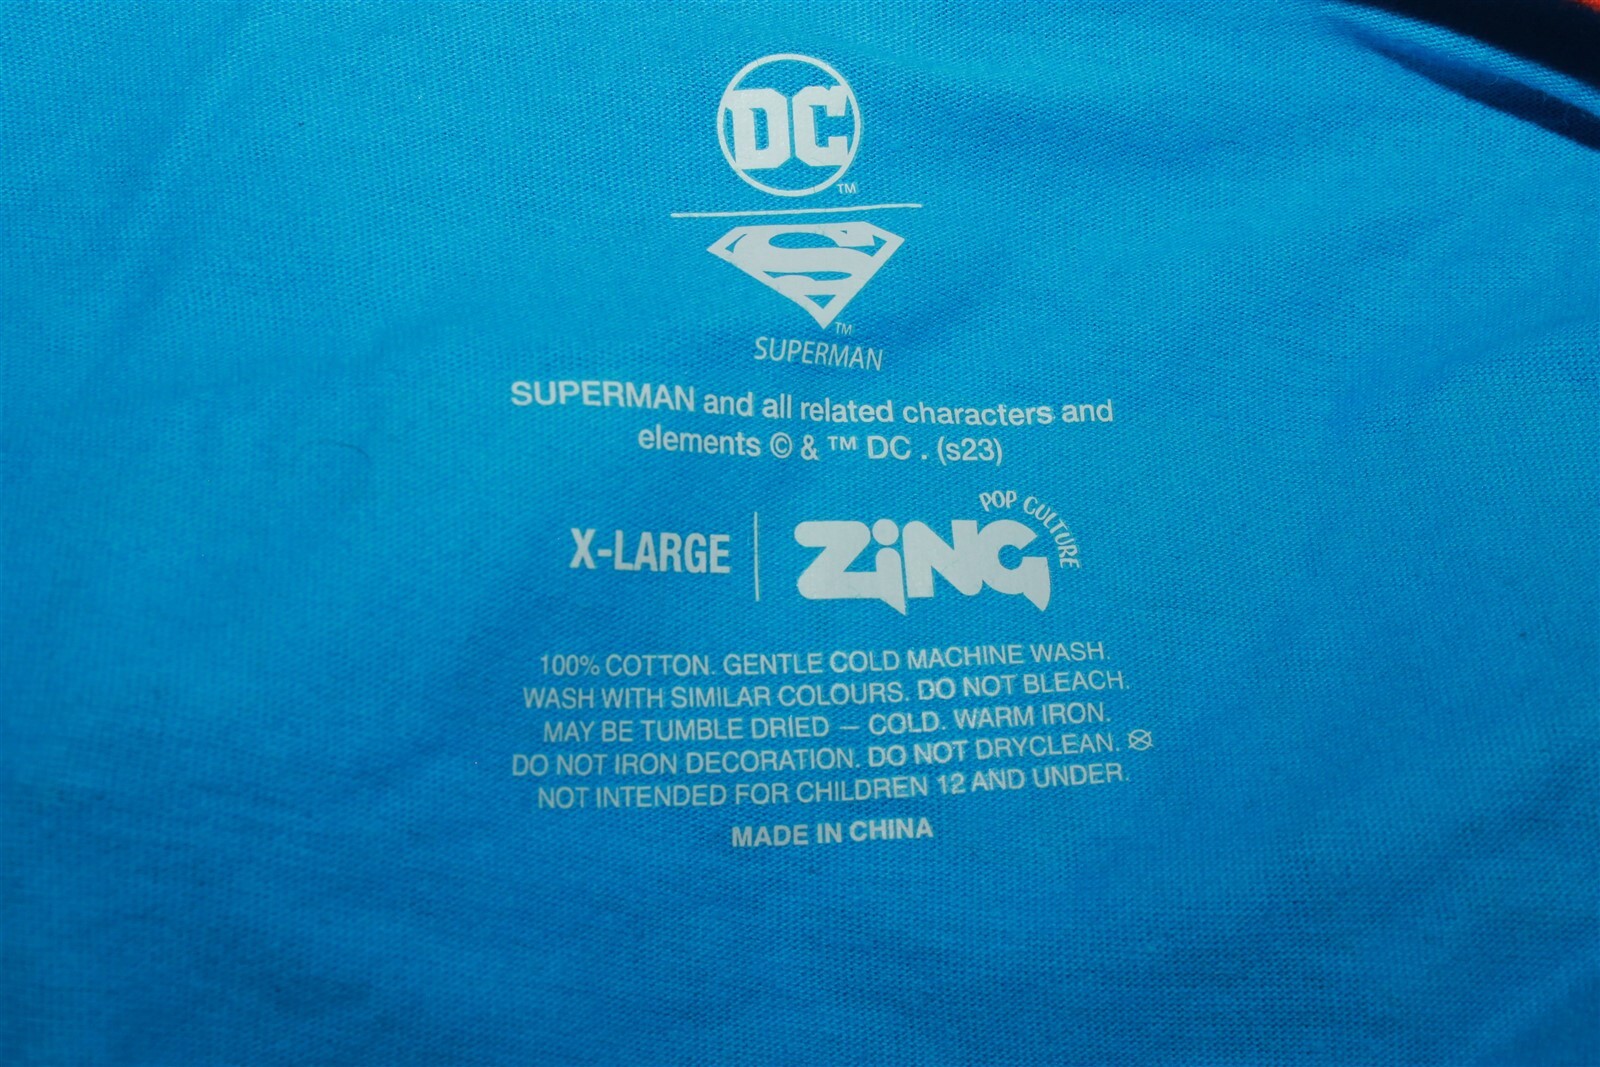 DC
™
S
™
SUPERMAN
SUPERMAN and all related characters and
elements © & ™ DC . (s23)
X-LARGE
ZiNG
POP CULTURE
100% COTTON. GENTLE COLD MACHINE WASH.
WASH WITH SIMILAR COLOURS. DO NOT BLEACH.
MAY BE TUMBLE DRIED – COLD. WARM IRON.
DO NOT IRON DECORATION. DO NOT DRYCLEAN.
NOT INTENDED FOR CHILDREN 12 AND UNDER.
MADE IN CHINA